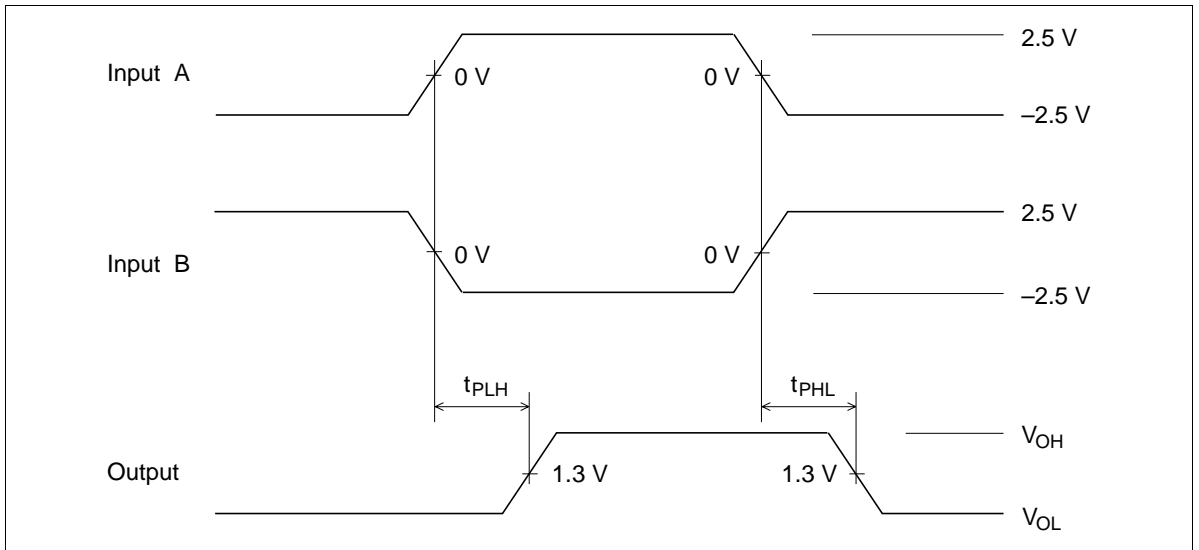 2.5 V
Input A
0 V
0 V
–2.5 V
2.5 V
Input B
0 V
0 V
–2.5 V
tPLH
tPHL
VOH
Output
1.3 V
1.3 V
VOL